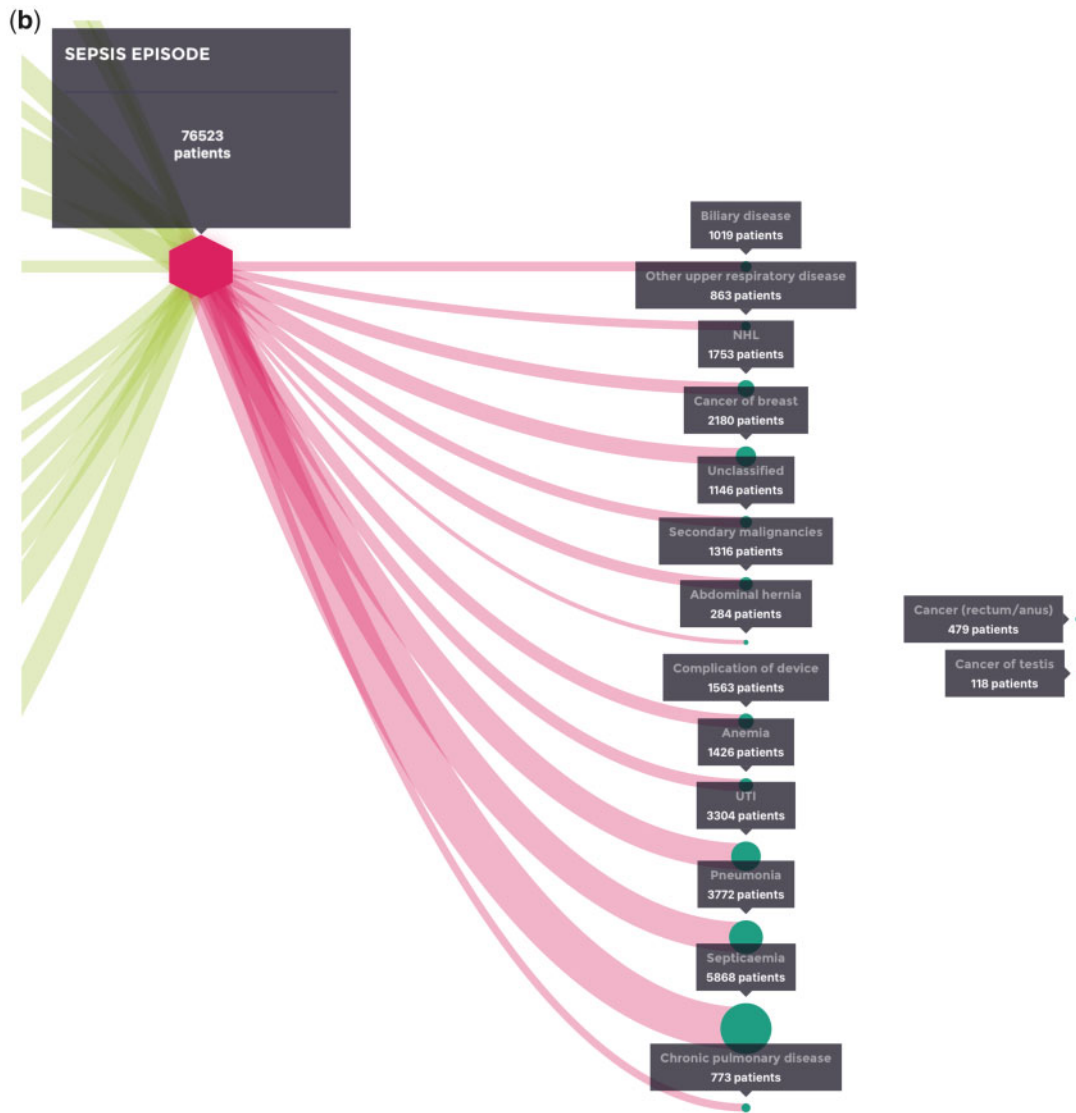 (b)
SEPSIS EPISODE
76523
patients
Biliary disease
1019 patients
Other upper respiratory disease
863 patients
NHL
1753 patients
Cancer of breast
2180 patients
Unclassified
1146 patients
Secondary malignancies
1316 patients
Abdominal hernia
284 patients
Cancer (rectum/anus)
479 patients
Cancer of testis
118 patients
Complication of device
1563 patients
Anemia
1426 patients
UTI
3304 patients
Pneumonia
3772 patients
Septicaemia
5868 patients
Chronic pulmonary disease
773 patients